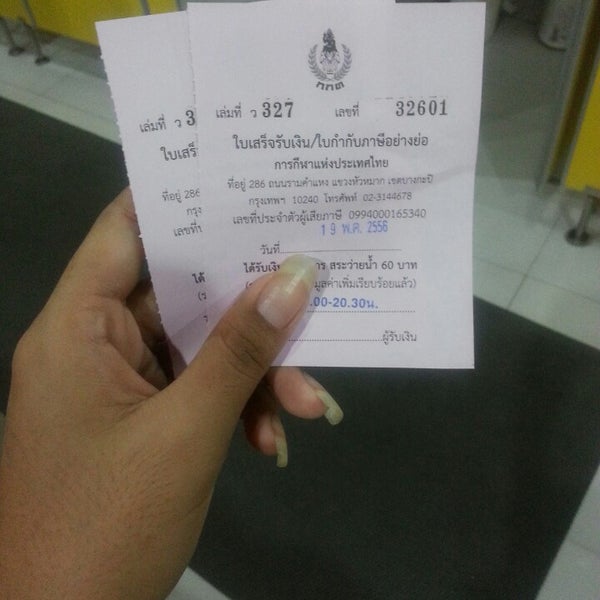 กกท
เล่มที่ ว 327 เลขที่ 32601
ใบเสร็จรับเงิน/ใบกำกับภาษีอย่างย่อ
การกีฬาแห่งประเทศไทย
ที่อยู่ 286 ถนนรามคำแหง แขวงหัวหมาก เขตบางกะปิ
กรุงเทพฯ 10240 โทรศัพท์ 02-3144678
เลขที่ประจำตัวผู้เสียภาษี 0994000165340
19 พ.ค. 2556
วันที่
ได้รับเงิน สระว่ายน้ำ 60 บาท
มูลค่าเพิ่มเรียบร้อยแล้ว)
.00-20.30น.
ผู้รับเงิน
เล่มที่ ว 3
ใบเสร็
ที่อยู่ 286
กรุง
เลขที่
ได้